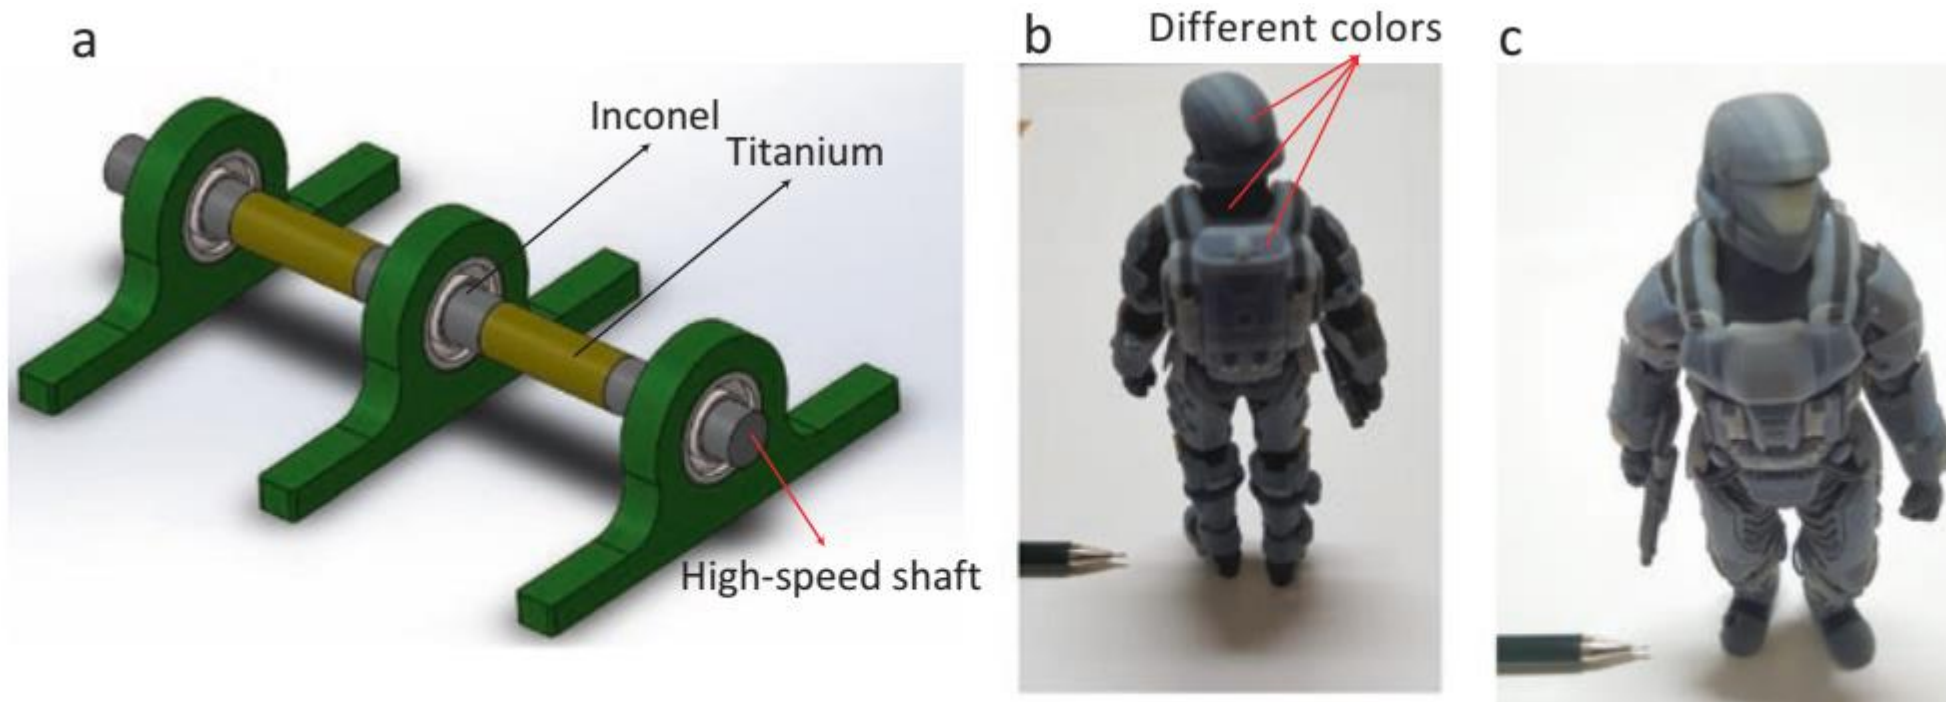 a
Inconel
Titanium
High-speed shaft
b
Different colors
c